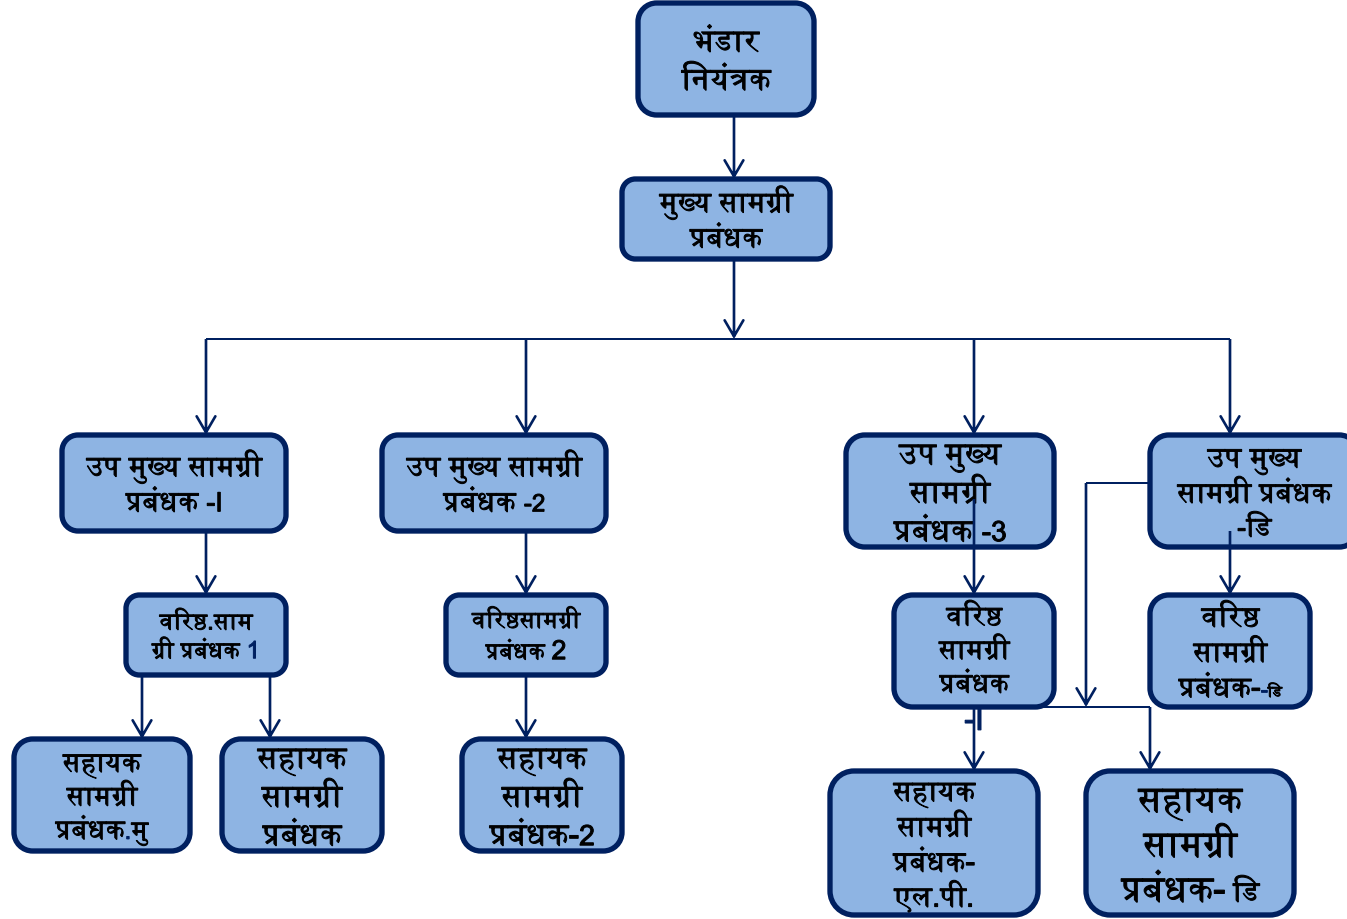 भंडार
नियंत्रक
मुख्य सामग्री
प्रबंधक
उप मुख्य सामग्री
प्रबंधक -I
उप मुख्य सामग्री
प्रबंधक -2
उप मुख्य
सामग्री
प्रबंधक -3
उप मुख्य
सामग्री प्रबंधक
-डि
वरिष्ठ.साम
ग्री प्रबंधक 1
वरिष्ठसामग्री
प्रबंधक 2
वरिष्ठ
सामग्री
प्रबंधक
-I
वरिष्ठ
सामग्री
प्रबंधक--डि
सहायक
सामग्री
प्रबंधक.मु
सहायक
सामग्री
प्रबंधक
सहायक
सामग्री
प्रबंधक-2
सहायक
सामग्री
प्रबंधक-
एल.पी.
सहायक
सामग्री
प्रबंधक- डि